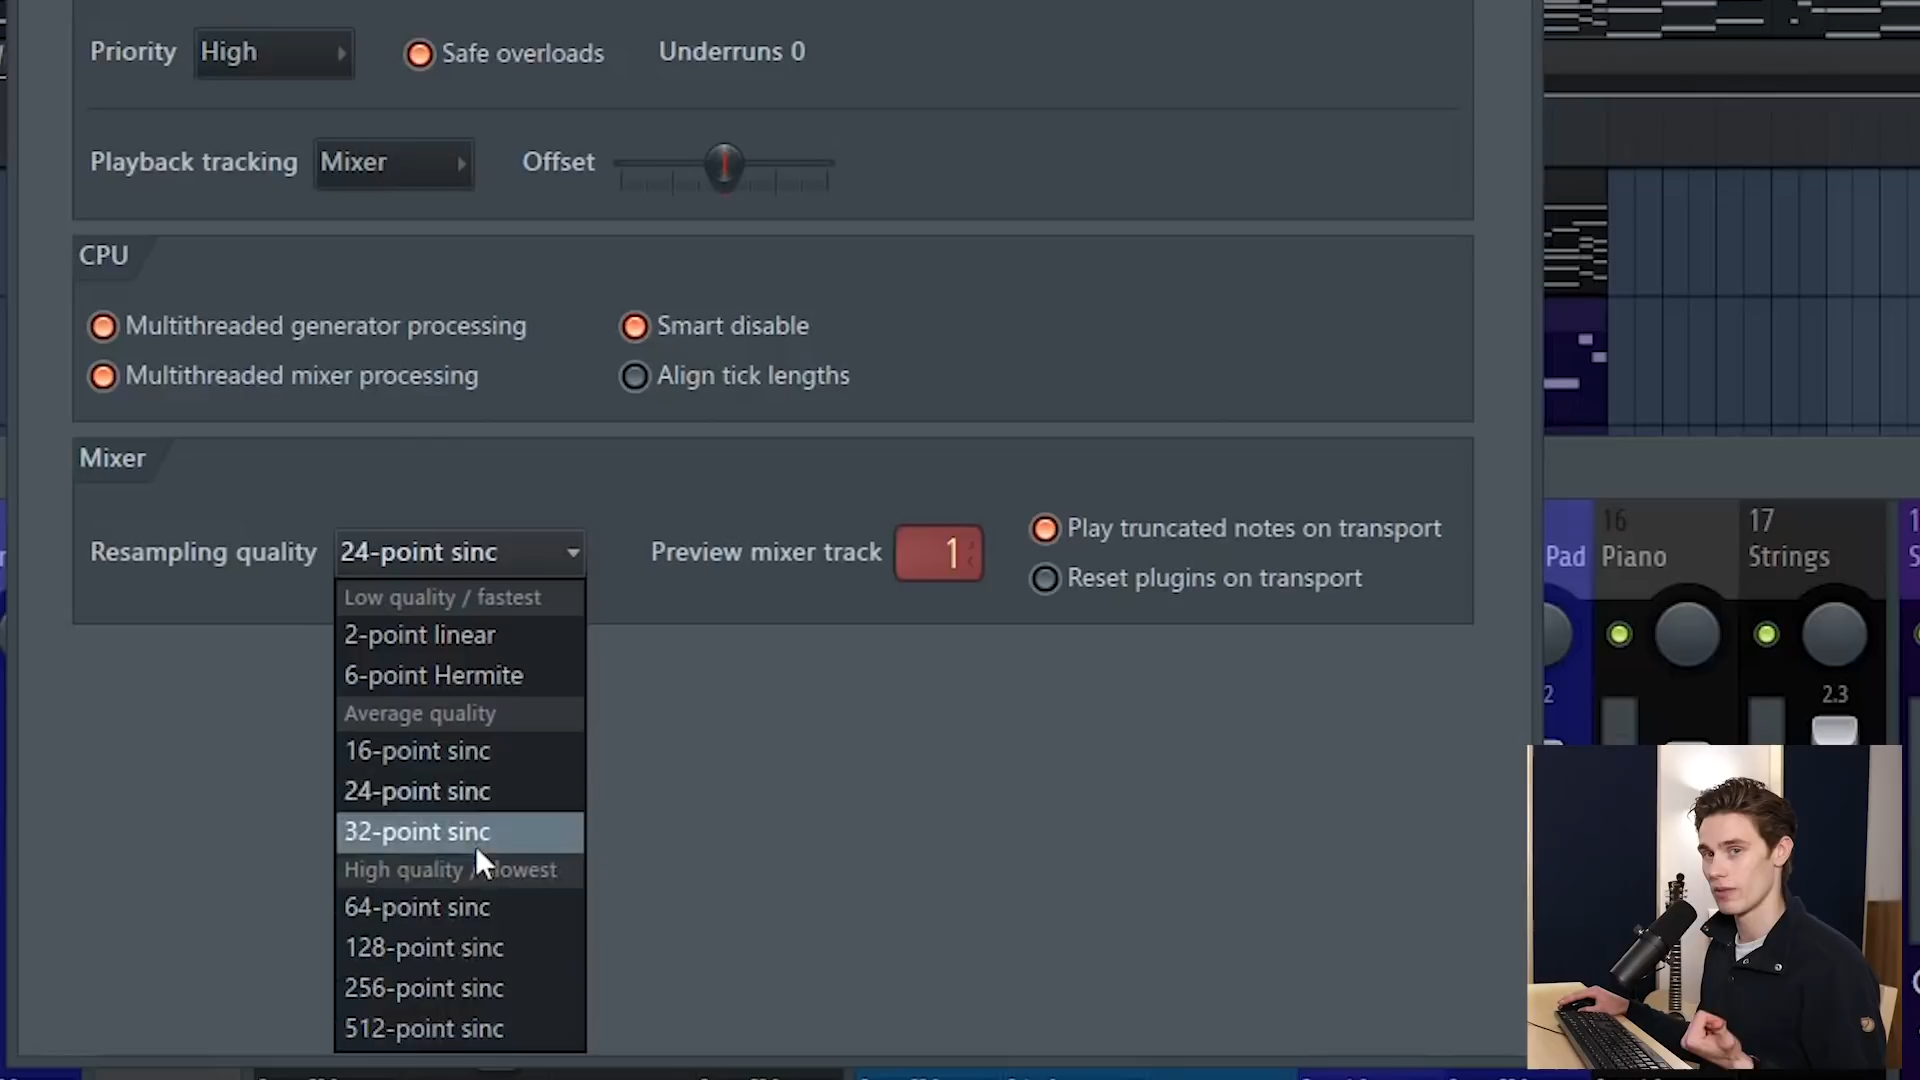 Priority High Safe overloads Underruns 0
Playback tracking Mixer Offset
CPU
Multithreaded generator processing Smart disable
Multithreaded mixer processing Align tick lengths
Mixer
Resampling quality 24-point sinc Preview mixer track 1 Play truncated notes on transport
Reset plugins on transport
Low quality / fastest
2-point linear
6-point Hermite
Average quality
16-point sinc
24-point sinc
32-point sinc
High quality / lowest
64-point sinc
128-point sinc
256-point sinc
512-point sinc
16 17
Pad Piano Strings
2 2.3